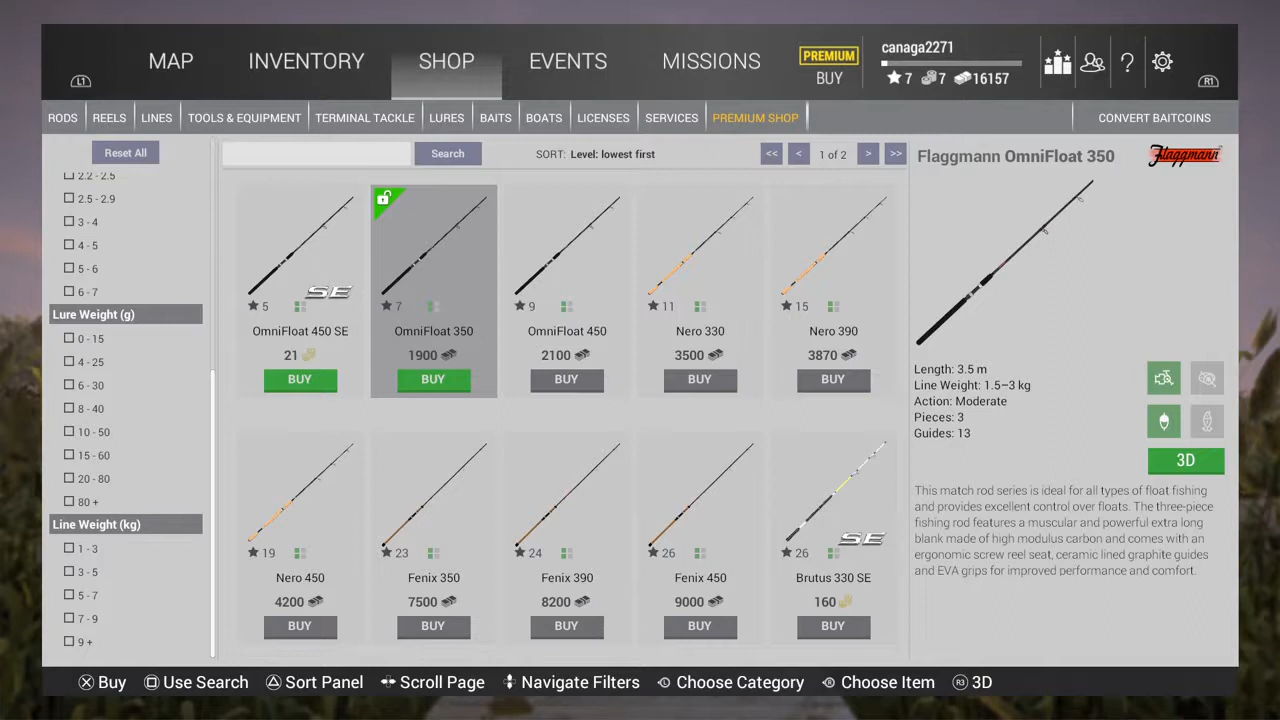 MAP
INVENTORY
SHOP
EVENTS
MISSIONS
PREMIUM
BUY
canaga2271
7
7
16157
L1
R1
RODS
REELS
LINES
TOOLS & EQUIPMENT
TERMINAL TACKLE
LURES
BAITS
BOATS
LICENSES
SERVICES
PREMIUM SHOP
CONVERT BAITCOINS
Reset All
Search
SORT: Level: lowest first
<<
<
1 of 2
>
>>
2.2 - 2.5
2.5 - 2.9
3 - 4
4 - 5
5 - 6
6 - 7
Lure Weight (g)
0 - 15
4 - 25
6 - 30
8 - 40
10 - 50
15 - 60
20 - 80
80 +
Line Weight (kg)
1 - 3
3 - 5
5 - 7
7 - 9
9 +
SE
5
OmniFloat 450 SE
21
BUY
7
OmniFloat 350
1900
BUY
9
OmniFloat 450
2100
BUY
11
Nero 330
3500
BUY
15
Nero 390
3870
BUY
19
Nero 450
4200
BUY
23
Fenix 350
7500
BUY
24
Fenix 390
8200
BUY
26
Fenix 450
9000
BUY
SE
26
Brutus 330 SE
160
BUY
Flaggmann OmniFloat 350
Flaggmann
Length: 3.5 m
Line Weight: 1.5–3 kg
Action: Moderate
Pieces: 3
Guides: 13
3D
This match rod series is ideal for all types of float fishing
and provides excellent control over floats. The three-piece
fishing rod features a muscular and powerful extra long
blank made of high modulus carbon and comes with an
ergonomic screw reel seat, ceramic lined graphite guides
and EVA grips for improved performance and comfort.
Buy
Use Search
Sort Panel
Scroll Page
Navigate Filters
L Choose Category
R Choose Item
R3 3D